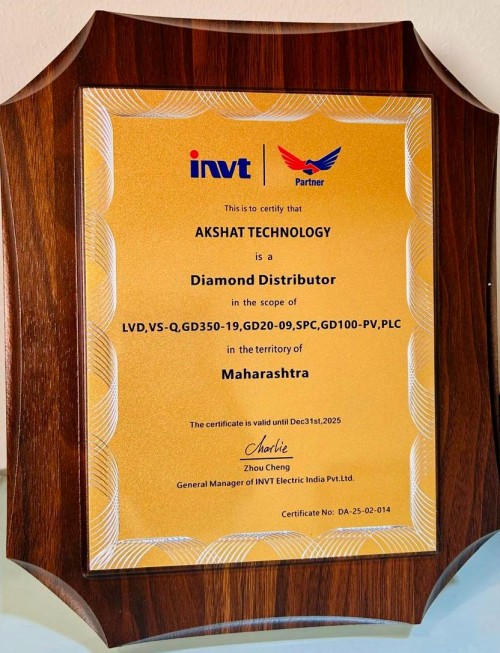 invt
Partner
This is to certify that
AKSHAT TECHNOLOGY
is a
Diamond Distributor
in the scope of
LVD,VS-Q,GD350-19,GD20-09,SPC,GD100-PV,PLC
in the territory of
Maharashtra
The certificate is valid until Dec31st,2025
Charlie
Zhou Cheng
General Manager of INVT Electric India Pvt.Ltd.
Certificate No: DA-25-02-014